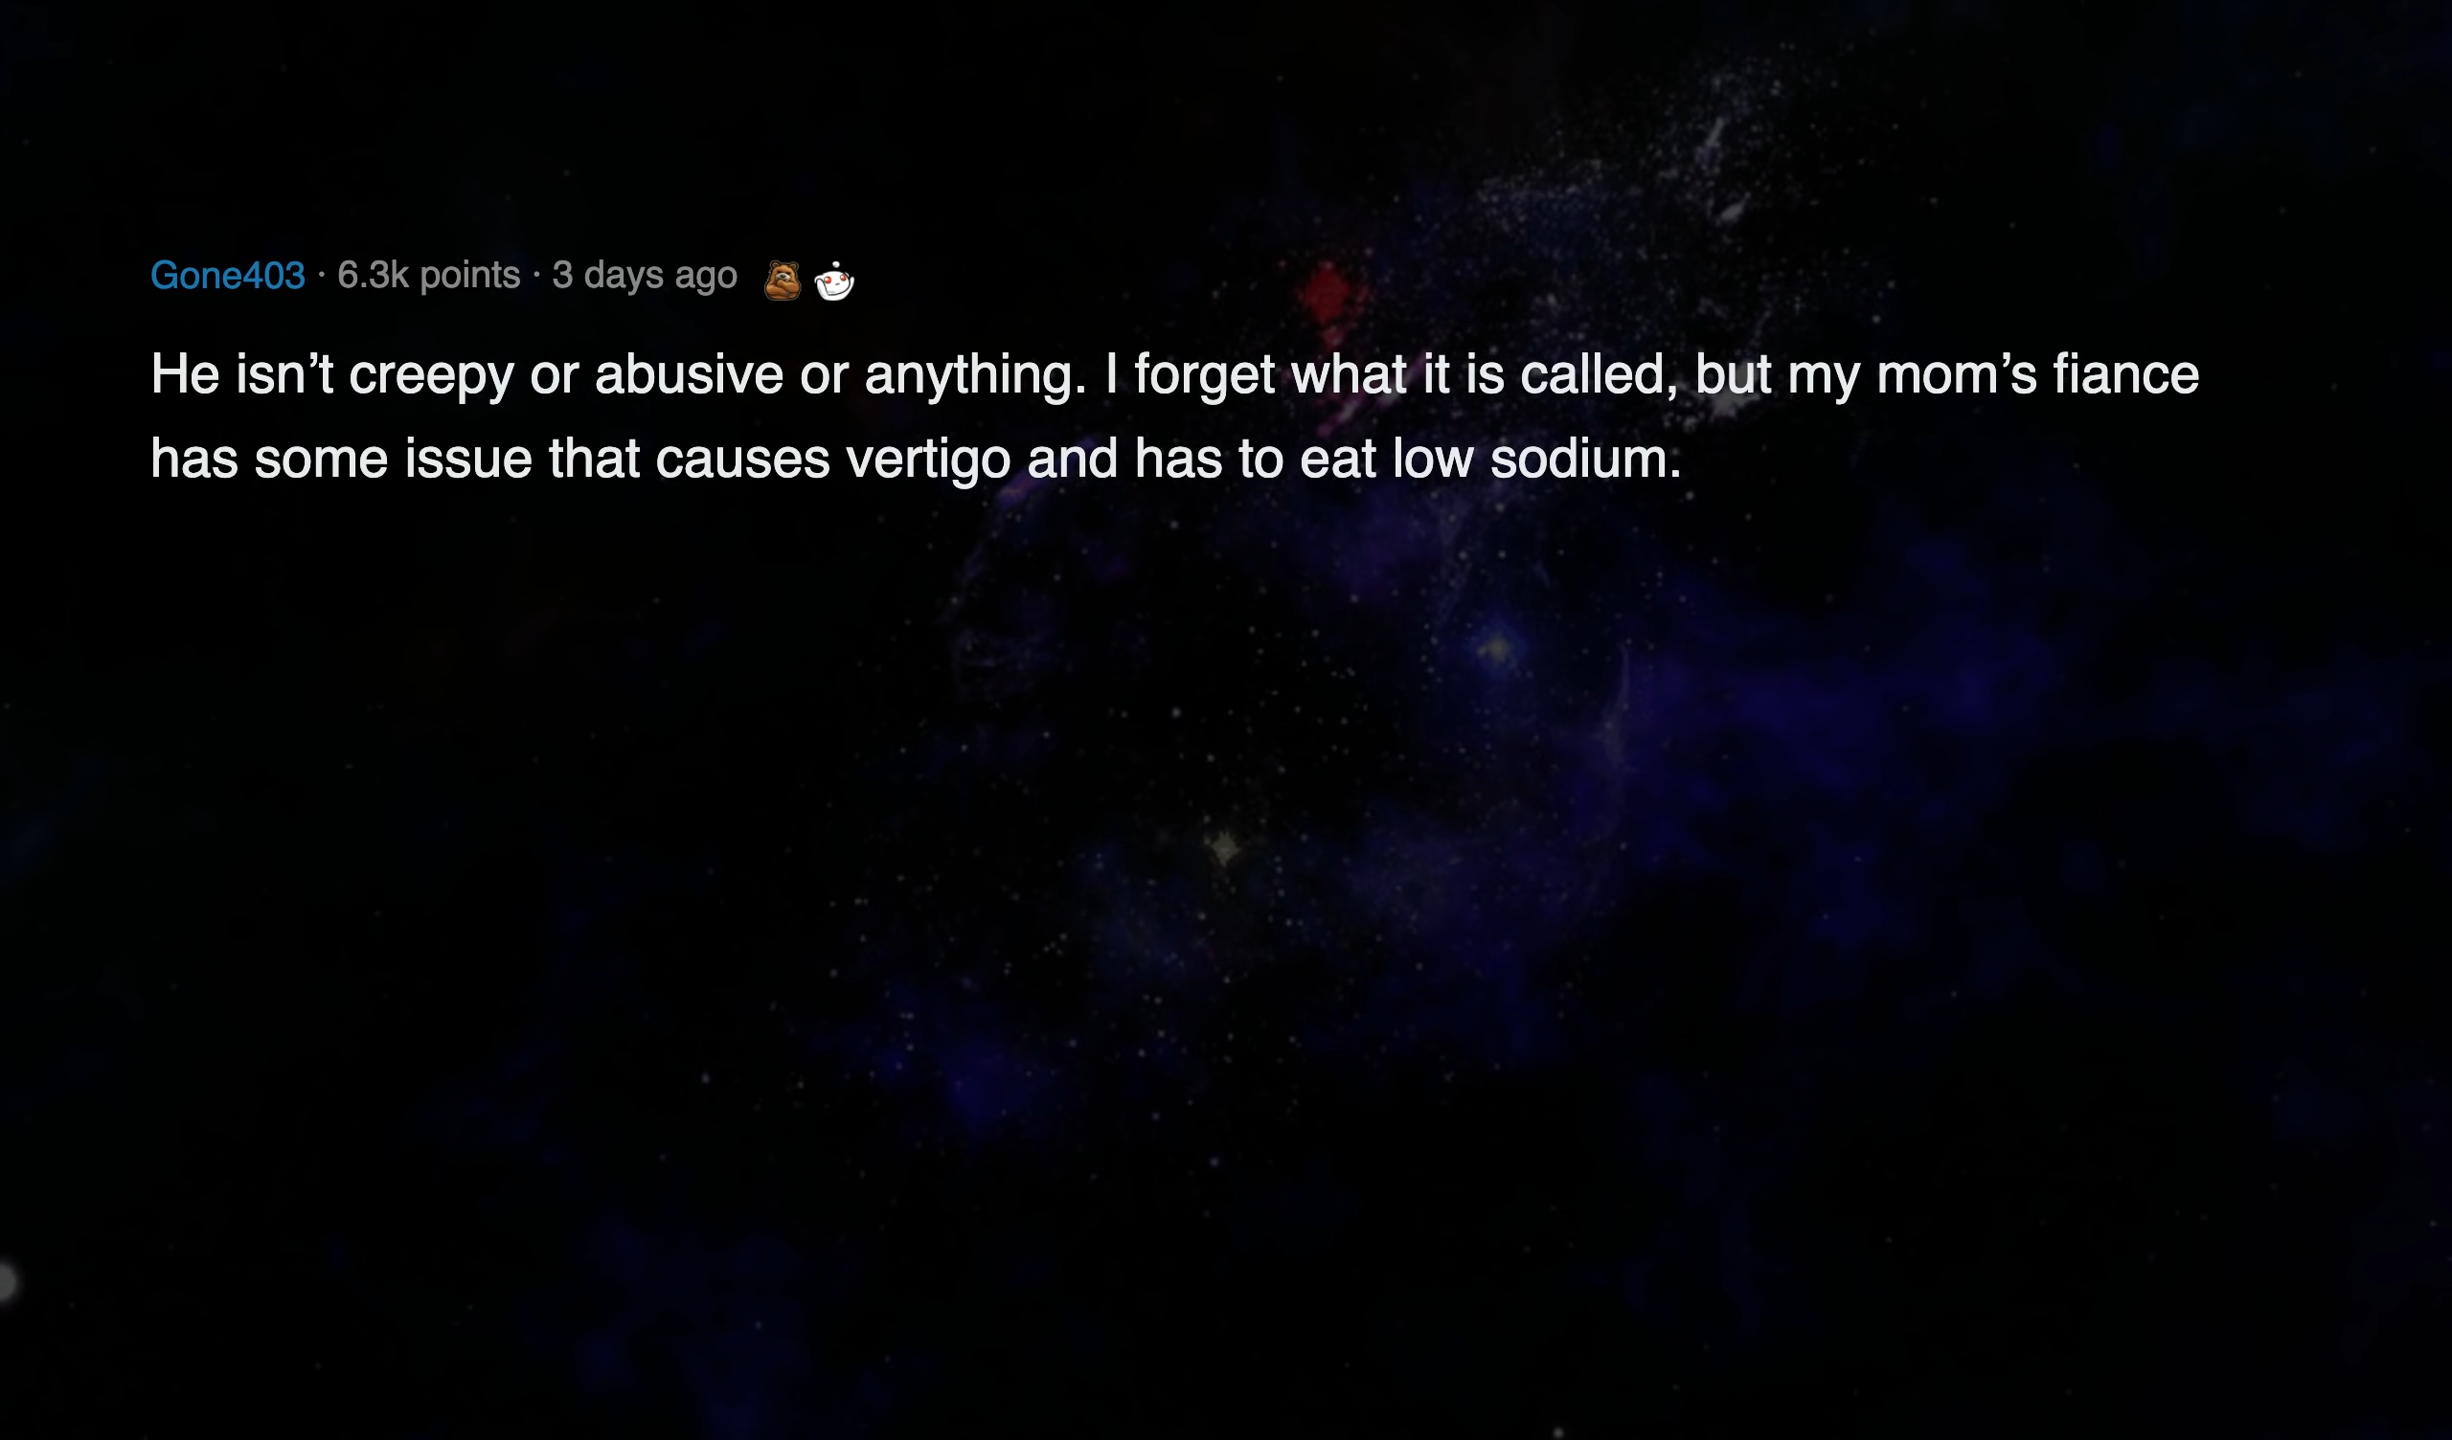 Gone403 · 6.3k points · 3 days ago
He isn’t creepy or abusive or anything. I forget what it is called, but my mom’s fiance
has some issue that causes vertigo and has to eat low sodium.